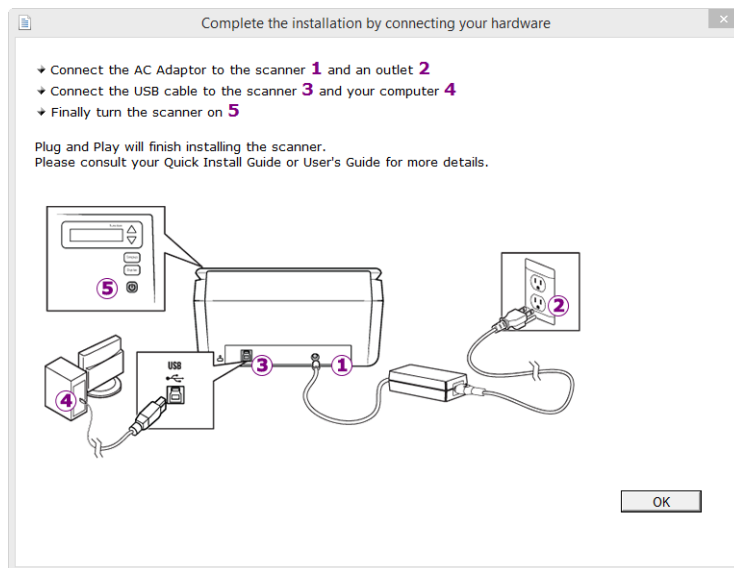 Complete the installation by connecting your hardware
Connect the AC Adaptor to the scanner 1 and an outlet 2
Connect the USB cable to the scanner 3 and your computer 4
Finally turn the scanner on 5
Plug and Play will finish installing the scanner.
Please consult your Quick Install Guide or User's Guide for more details.
5
2
USB
3
1
4
OK